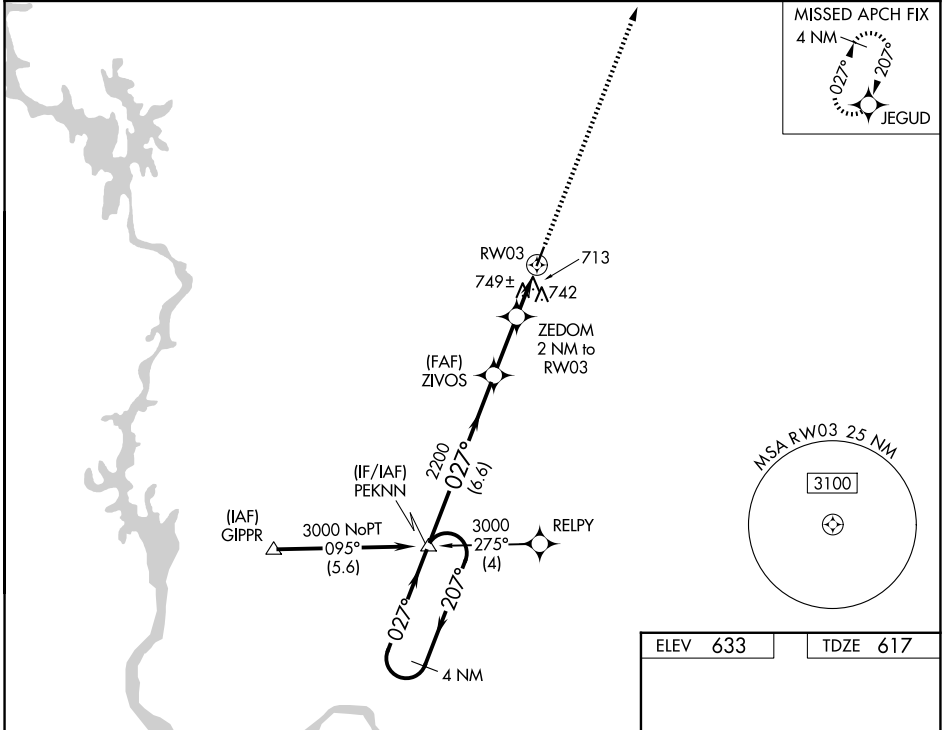 MISSED APCH FIX
4 NM
027°
207°
JEGUD
RW03
713
749±
742
ZEDOM
2 NM to
RW03
(FAF)
ZIVOS
2200
027°
(6.6)
(IF/IAF)
PEKNN
(IAF)
GIPPR
3000 NoPT
095°
(5.6)
3000
275°
(4)
RELPY
027°
207°
4 NM
MSA RW03 25 NM
3100
ELEV 633
TDZE 617